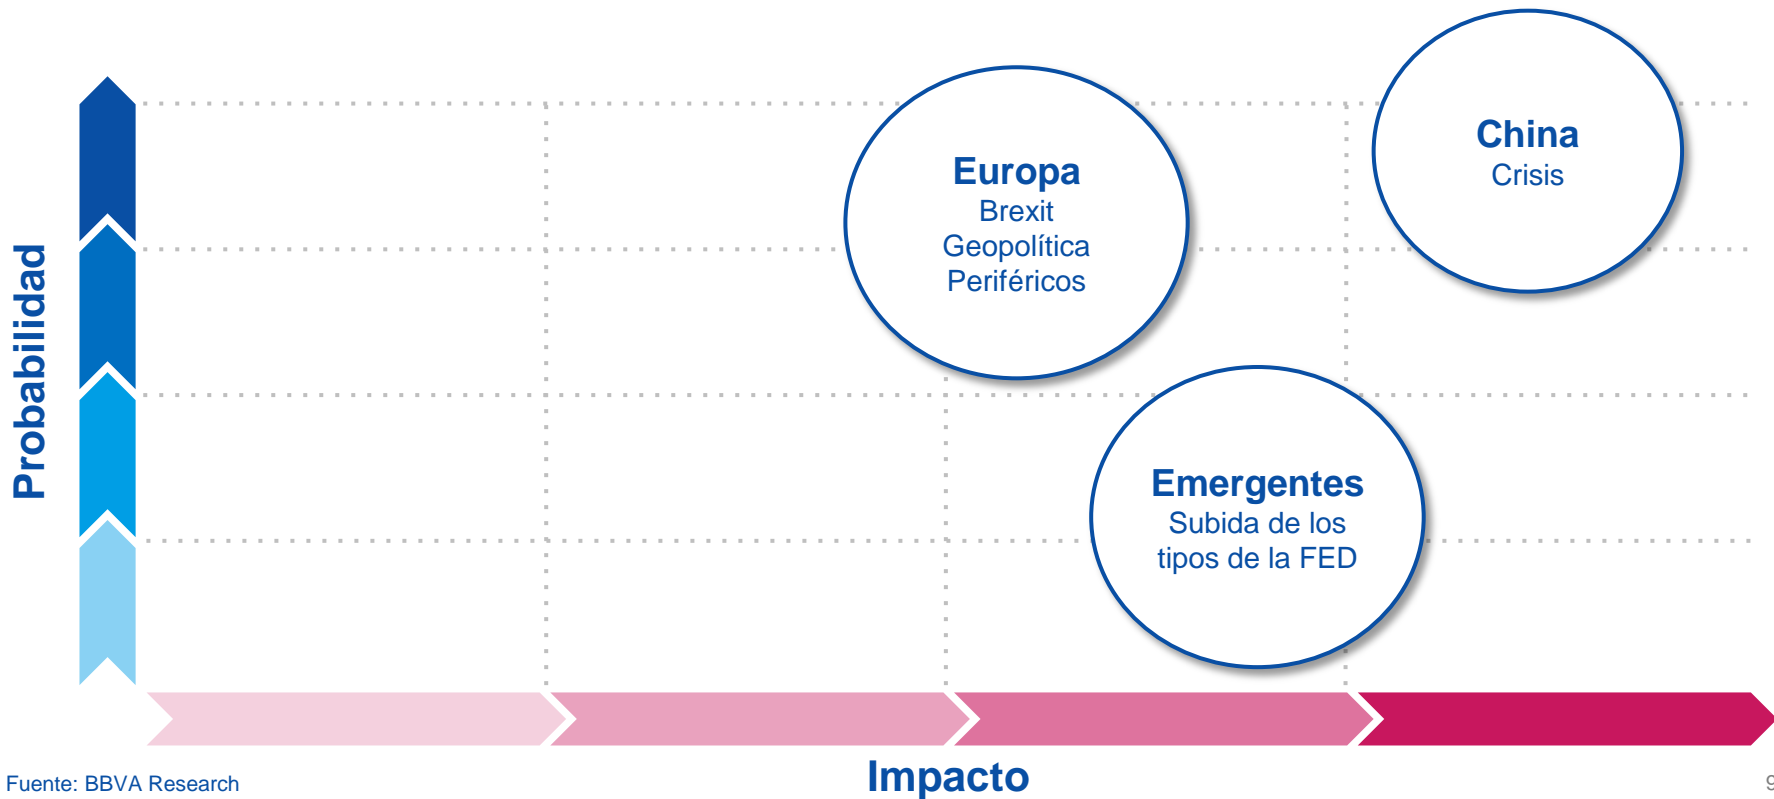 China
Crisis
Europa
Brexit
Geopolítica
Periféricos
Probabilidad
Emergentes
Subida de los
tipos de la FED
Impacto
Fuente: BBVA Research
9